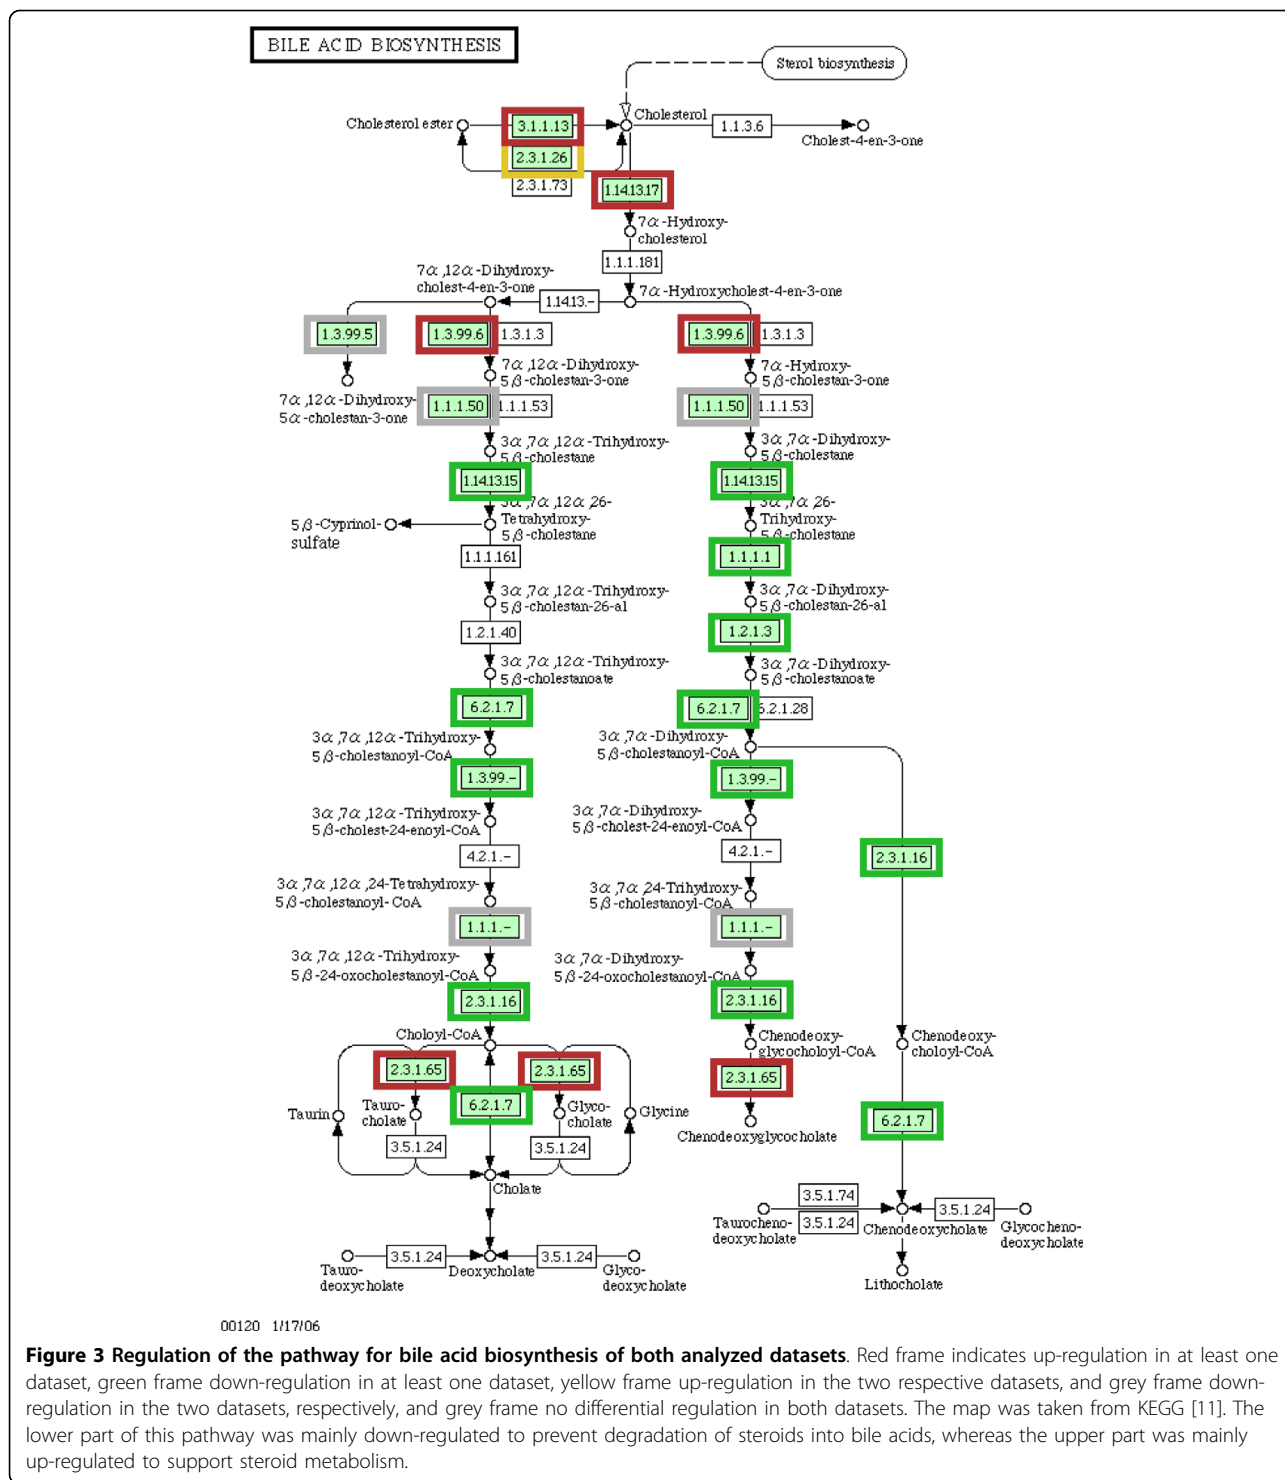 BILE ACID BIOSYNTHESIS
Sterol biosynthesis
Cholesterol ester
3.1.1.13
Cholesterol
1.1.3.6
Cholest-4-en-3-one
2.3.1.26
2.3.1.73
1.14.13.17
7α-Hydroxy-
cholesterol
1.1.1.181
7α,12α-Dihydroxy-
cholest-4-en-3-one
1.14.13.–
7α-Hydroxycholest-4-en-3-one
1.3.99.5
1.3.99.6
1.3.1.3
1.3.99.6
1.3.1.3
7α,12α-Dihydroxy-
5β-cholestan-3-one
7α-Hydroxy-
5β-cholestan-3-one
7α,12α-Dihydroxy-
5α-cholestan-3-one
1.1.1.50
1.1.1.53
1.1.1.50
1.1.1.53
3α,7α,12α-Trihydroxy-
5β-cholestane
3α,7α-Dihydroxy-
5β-cholestane
1.14.13.15
1.14.13.15
3α,7α,12α,26-
Tetrahydroxy-
5β-cholestane
3α,7α,26-
Trihydroxy-
5β-cholestane
5β-Cyprinol-
sulfate
1.1.1.161
1.1.1.1
3α,7α,12α-Trihydroxy-
5β-cholestan-26-al
3α,7α-Dihydroxy-
5β-cholestan-26-al
1.2.1.40
1.2.1.3
3α,7α,12α-Trihydroxy-
5β-cholestanoate
3α,7α-Dihydroxy-
5β-cholestanoate
6.2.1.7
6.2.1.7
6.2.1.28
3α,7α,12α-Trihydroxy-
5β-cholestanoyl-CoA
3α,7α-Dihydroxy-
5β-cholestanoyl-CoA
1.3.99.–
1.3.99.–
3α,7α,12α-Trihydroxy-
5β-cholest-24-enoyl-CoA
3α,7α-Dihydroxy-
5β-cholest-24-enoyl-CoA
4.2.1.–
4.2.1.–
2.3.1.16
3α,7α,12α,24-Tetrahydroxy-
5β-cholestanoyl-CoA
3α,7α,24-Trihydroxy-
5β-cholestanoyl-CoA
1.1.1.–
1.1.1.–
3α,7α,12α-Trihydroxy-
5β-24-oxocholestanoyl-CoA
3α,7α-Dihydroxy-
5β-24-oxocholestanoyl-CoA
2.3.1.16
2.3.1.16
Choloyl-CoA
Chenodeoxy-
glycocholoyl-CoA
Chenodeoxy-
choloyl-CoA
2.3.1.65
2.3.1.65
2.3.1.65
Taurin
Tauro-
cholate
6.2.1.7
Glyco-
cholate
Glycine
Chenodeoxyglycocholate
6.2.1.7
3.5.1.24
3.5.1.24
Cholate
3.5.1.74
3.5.1.24
3.5.1.24
Taurocheno-
deoxycholate
Chenodeoxycholate
Glycocheno-
deoxycholate
3.5.1.24
3.5.1.24
Tauro-
deoxycholate
Deoxycholate
Glyco-
deoxycholate
Lithocholate
00120 1/17/06
Figure 3 Regulation of the pathway for bile acid biosynthesis of both analyzed datasets. Red frame indicates up-regulation in at least one
dataset, green frame down-regulation in at least one dataset, yellow frame up-regulation in the two respective datasets, and grey frame down-
regulation in the two datasets, respectively, and grey frame no differential regulation in both datasets. The map was taken from KEGG [11]. The
lower part of this pathway was mainly down-regulated to prevent degradation of steroids into bile acids, whereas the upper part was mainly
up-regulated to support steroid metabolism.